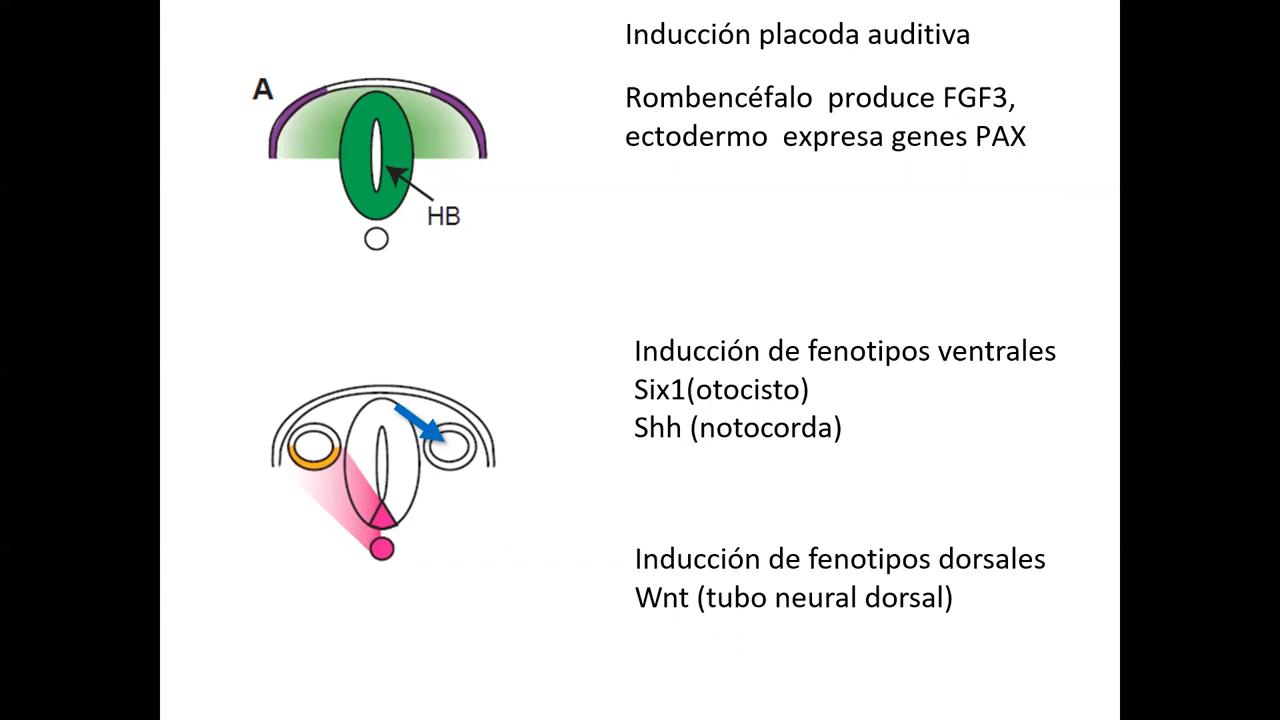 Inducción placoda auditiva
A
Rombencéfalo produce FGF3,
ectodermo expresa genes PAX
HB
Inducción de fenotipos ventrales
Six1(otocisto)
Shh (notocorda)
Inducción de fenotipos dorsales
Wnt (tubo neural dorsal)